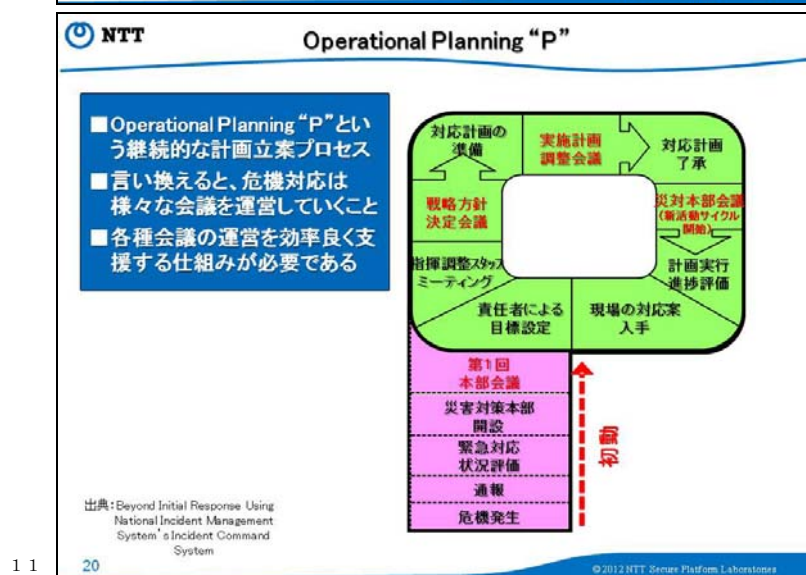 NTT
Operational Planning “P”
■Operational Planning“P”とい
う継続的な計画立案プロセス
■言い換えると、危機対応は
様々な会議を運営していくこと
■各種会議の運営を効率良く支
援する仕組みが必要である
対応計画の
準備
実施計画
調整会議
対応計画
了承
戦略方針
決定会議
災対本部会議
(新活動サイクル
開始)
指揮調整スタッフ
ミーティング
計画実行
進捗評価
責任者による
目標設定
現場の対応案
入手
第1回
本部会議
災害対策本部
開設
緊急対応
状況評価
通報
危機発生
初動
出典:Beyond Initial Response Using
National Incident Management
System’sIncident Command
System
11
20
©2012 NTT Secure Platform Laboratories